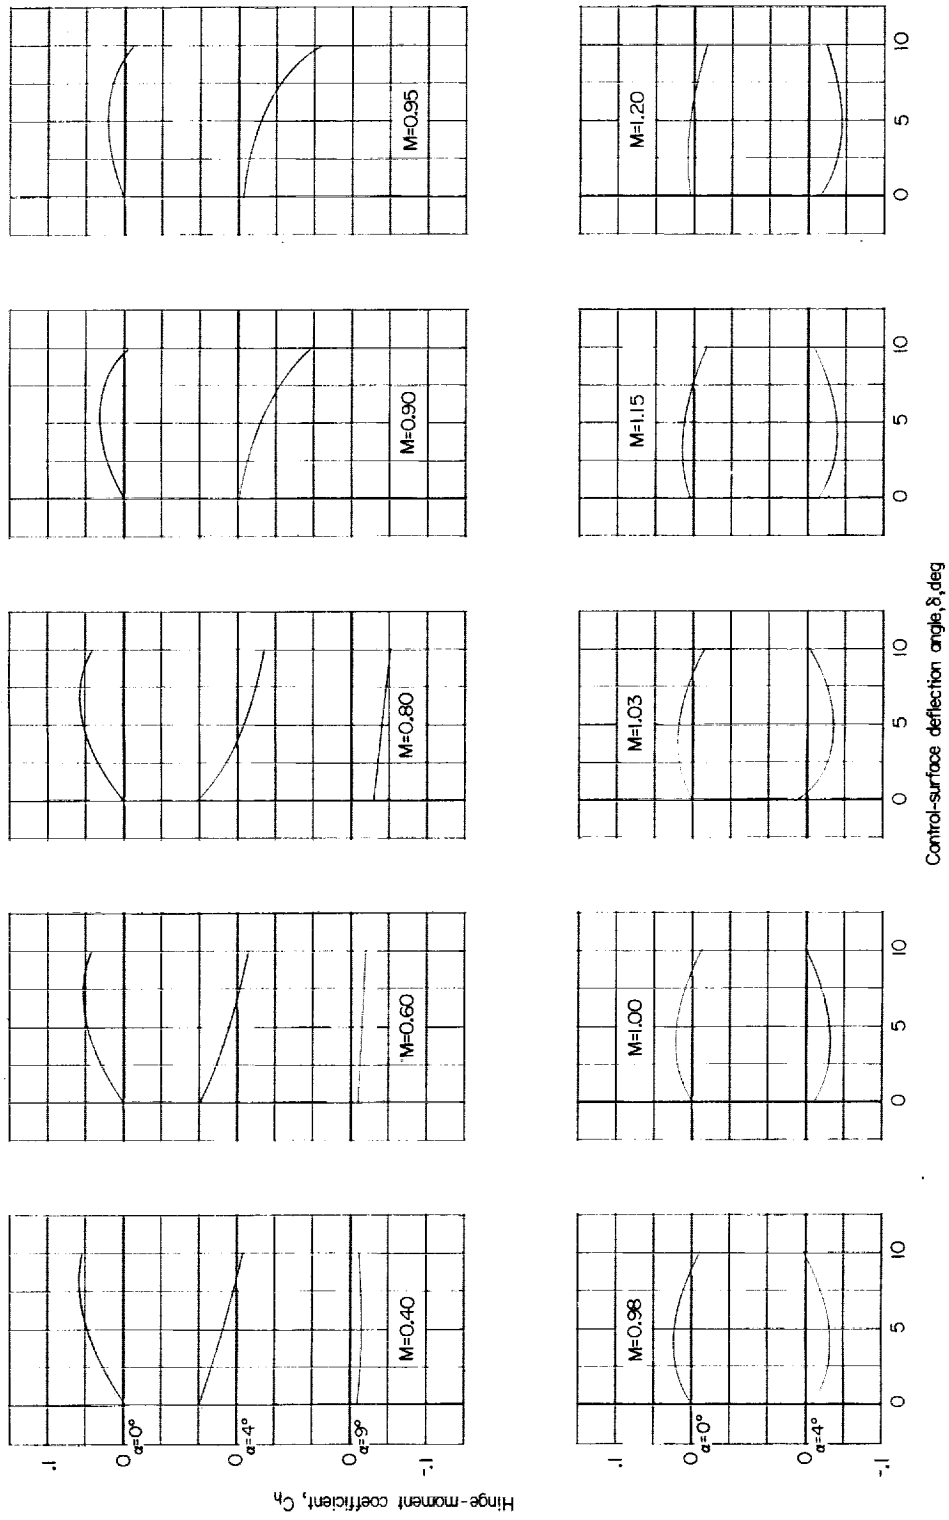 Hinge-moment coefficient, Cₕ
.1
0
α=0°
0
α=4°
0
α=9°
-.1
M=0.40
M=0.60
M=0.80
M=0.90
M=0.95
.1
0
α=0°
0
α=4°
-.1
M=0.98
M=1.00
M=1.03
M=1.15
M=1.20
0 5 10
0 5 10
0 5 10
0 5 10
0 5 10
Control-surface deflection angle,δ,deg